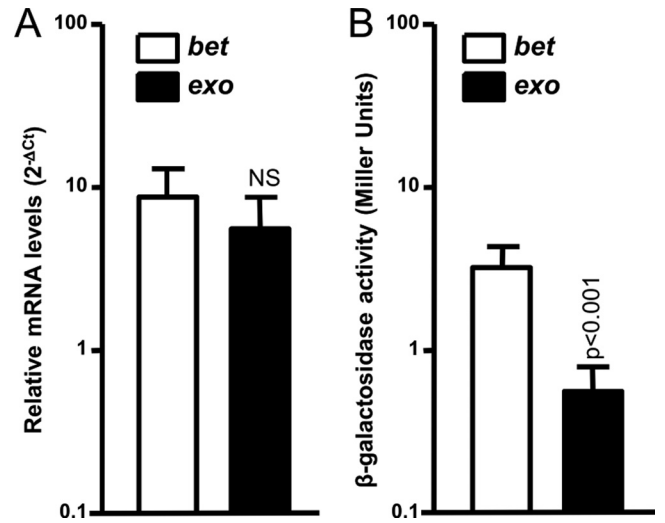 A
bet
exo
Relative mRNA levels (2-ΔCt)
100
10
1
0.1
NS
B
bet
exo
β-galactosidase activity (Miller Units)
100
10
1
0.1
p<0.001